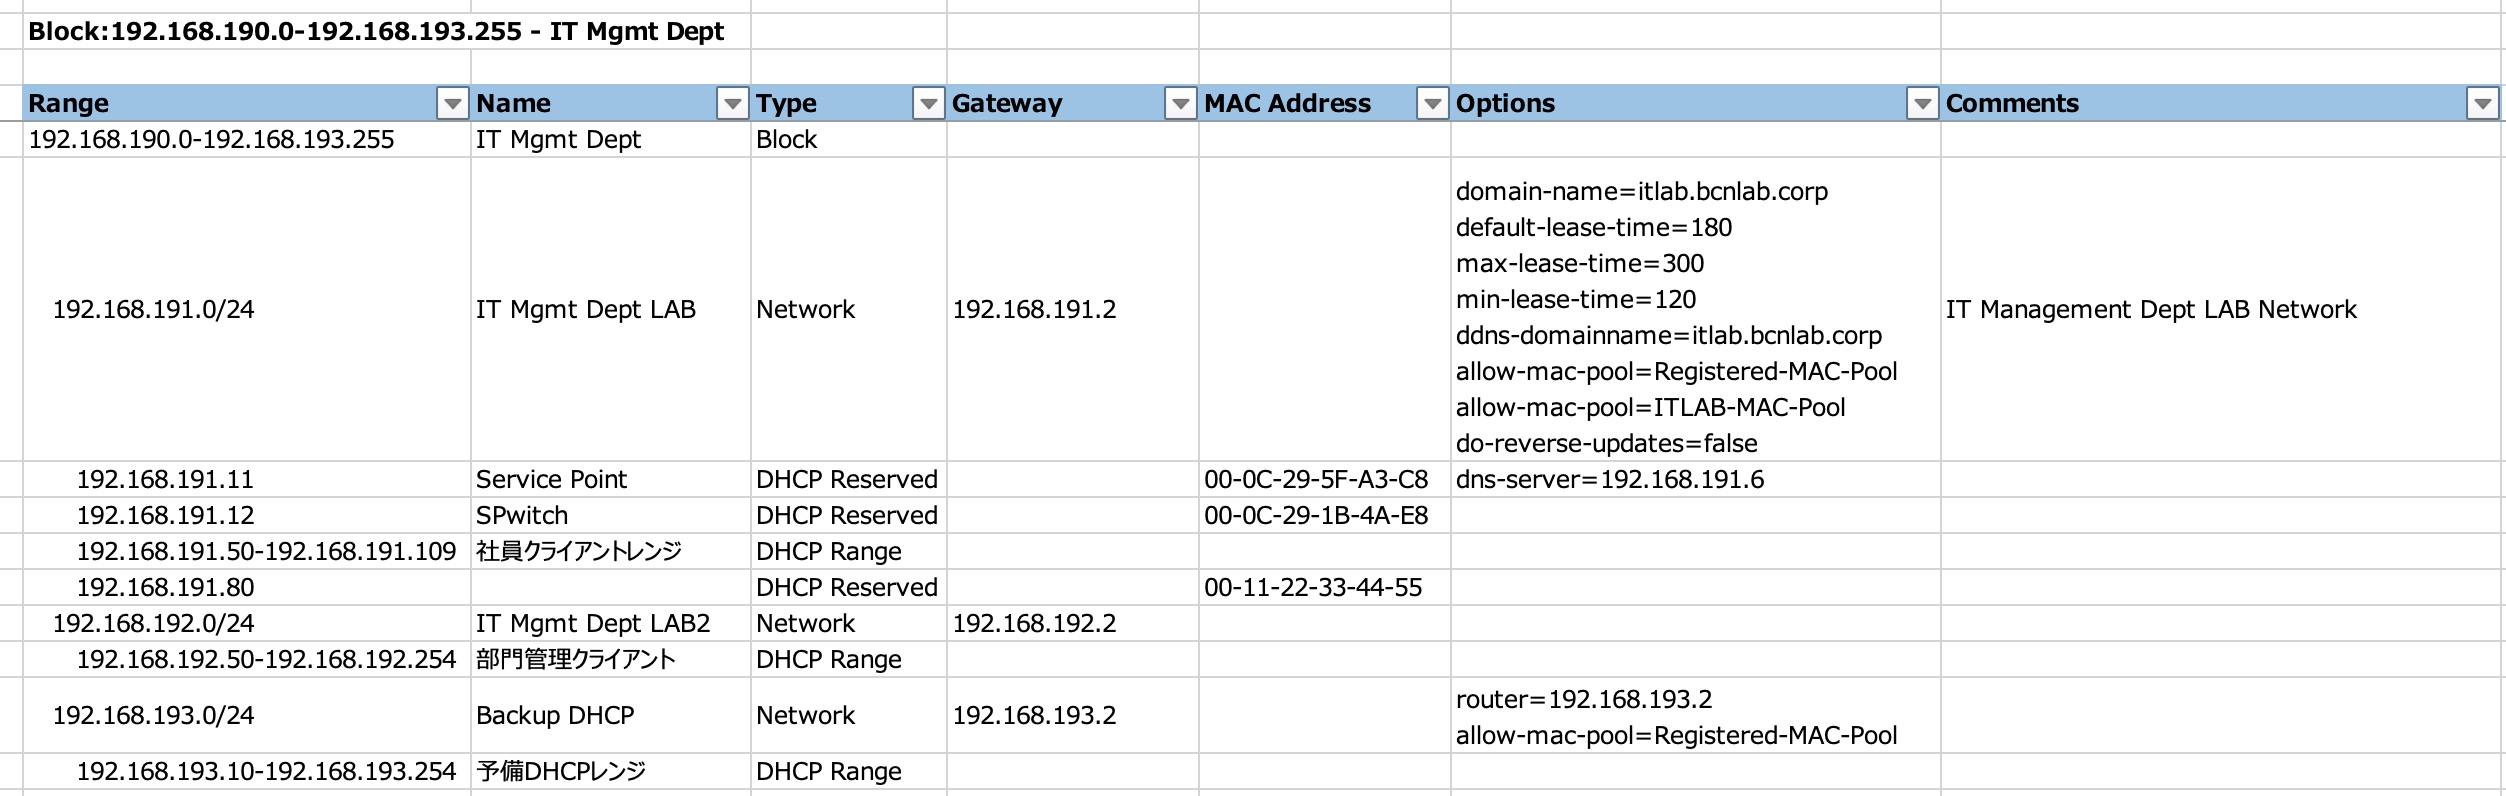 Block:192.168.190.0-192.168.193.255 - IT Mgmt Dept
Range Name Type Gateway MAC Address Options Comments
192.168.190.0-192.168.193.255 IT Mgmt Dept Block
192.168.191.0/24 IT Mgmt Dept LAB Network 192.168.191.2
domain-name=itlab.bcnlab.corp
default-lease-time=180
max-lease-time=300
min-lease-time=120
ddns-domainname=itlab.bcnlab.corp
allow-mac-pool=Registered-MAC-Pool
allow-mac-pool=ITLAB-MAC-Pool
do-reverse-updates=false
IT Management Dept LAB Network
192.168.191.11 Service Point DHCP Reserved 00-0C-29-5F-A3-C8 dns-server=192.168.191.6
192.168.191.12 SPwitch DHCP Reserved 00-0C-29-1B-4A-E8
192.168.191.50-192.168.191.109 社員クライアントレンジ DHCP Range
192.168.191.80 DHCP Reserved 00-11-22-33-44-55
192.168.192.0/24 IT Mgmt Dept LAB2 Network 192.168.192.2
192.168.192.50-192.168.192.254 部門管理クライアント DHCP Range
192.168.193.0/24 Backup DHCP Network 192.168.193.2
router=192.168.193.2
allow-mac-pool=Registered-MAC-Pool
192.168.193.10-192.168.193.254 予備DHCPレンジ DHCP Range